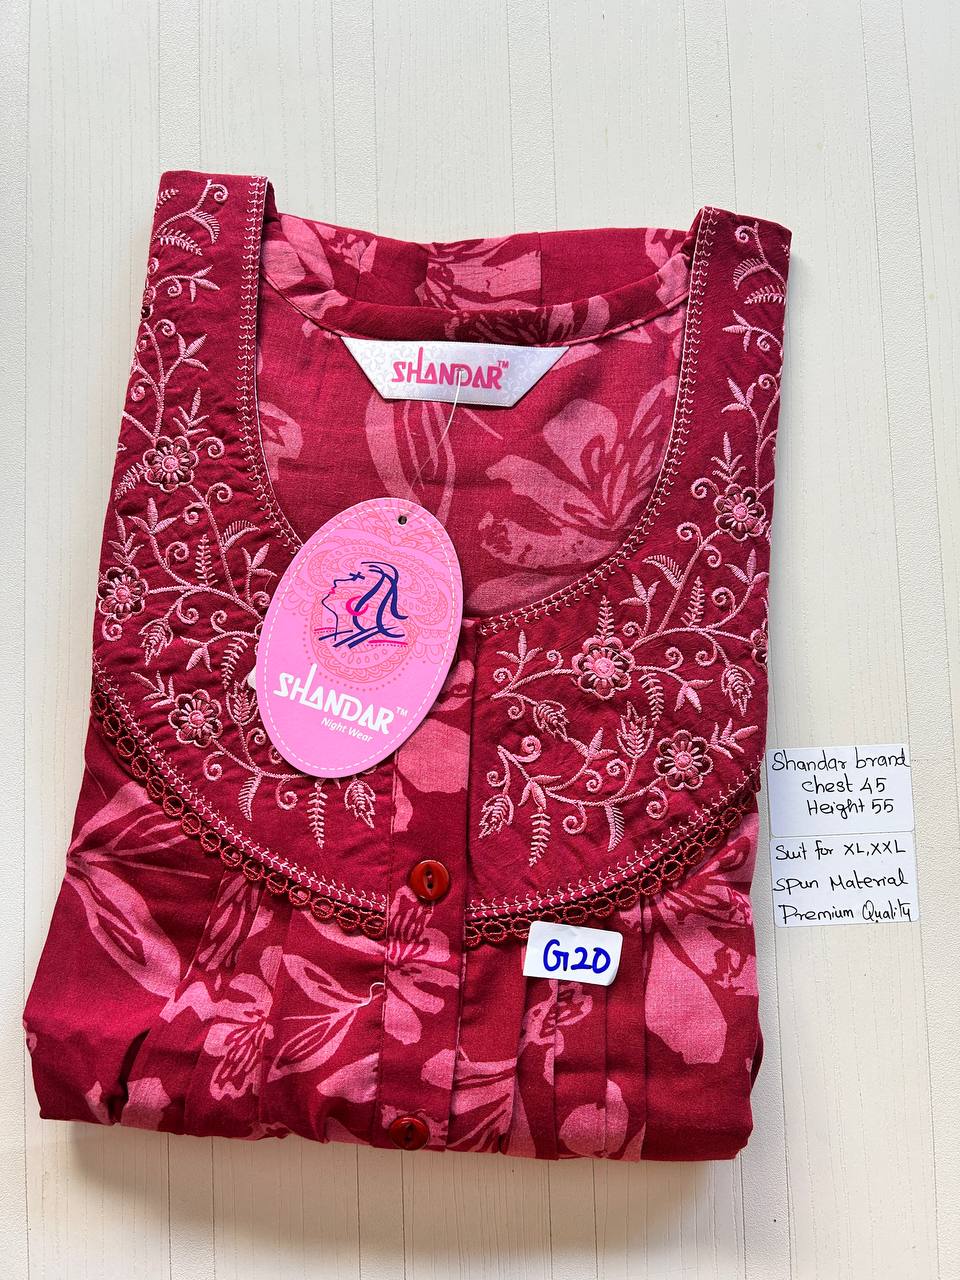 SHANDAR™
SHANDAR™
Night Wear
Shandar brand
Chest 45
Height 55
Suit for XL,XXL
Spun Material
Premium Quality
G20